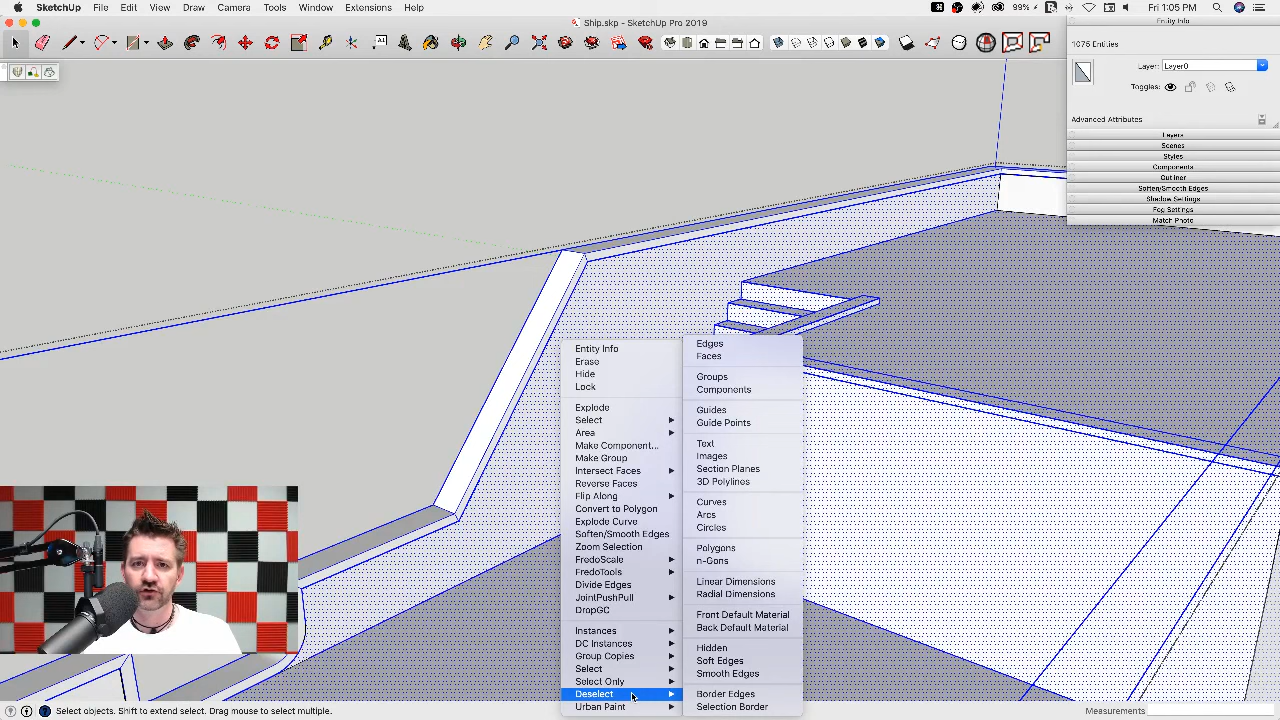 SketchUp File Edit View Draw Camera Tools Window Extensions Help 99% Fri 1:05 PM
Ship.skp - SketchUp Pro 2019
Entity Info
1075 Entities
Layer: Layer0
Toggles:
Advanced Attributes
Layers
Scenes
Styles
Components
Outliner
Soften/Smooth Edges
Shadow Settings
Fog Settings
Match Photo
Entity Info
Erase
Hide
Lock
Explode
Select
Area
Make Component...
Make Group
Intersect Faces
Reverse Faces
Flip Along
Convert to Polygon
Explode Curve
Soften/Smooth Edges
Zoom Selection
FredoScale
FredoTools
Divide Edges
JointPushPull
DropGC
Instances
DC Instances
Group Copies
Select
Select Only
Deselect
Urban Paint
Edges
Faces
Groups
Components
Guides
Guide Points
Text
Images
Section Planes
3D Polylines
Curves
Arcs
Circles
Polygons
n-Gons
Linear Dimensions
Radial Dimensions
Front Default Material
Back Default Material
Hidden
Soft Edges
Smooth Edges
Border Edges
Selection Border
Select objects. Shift to extend select. Drag mouse to select multiple.
Measurements